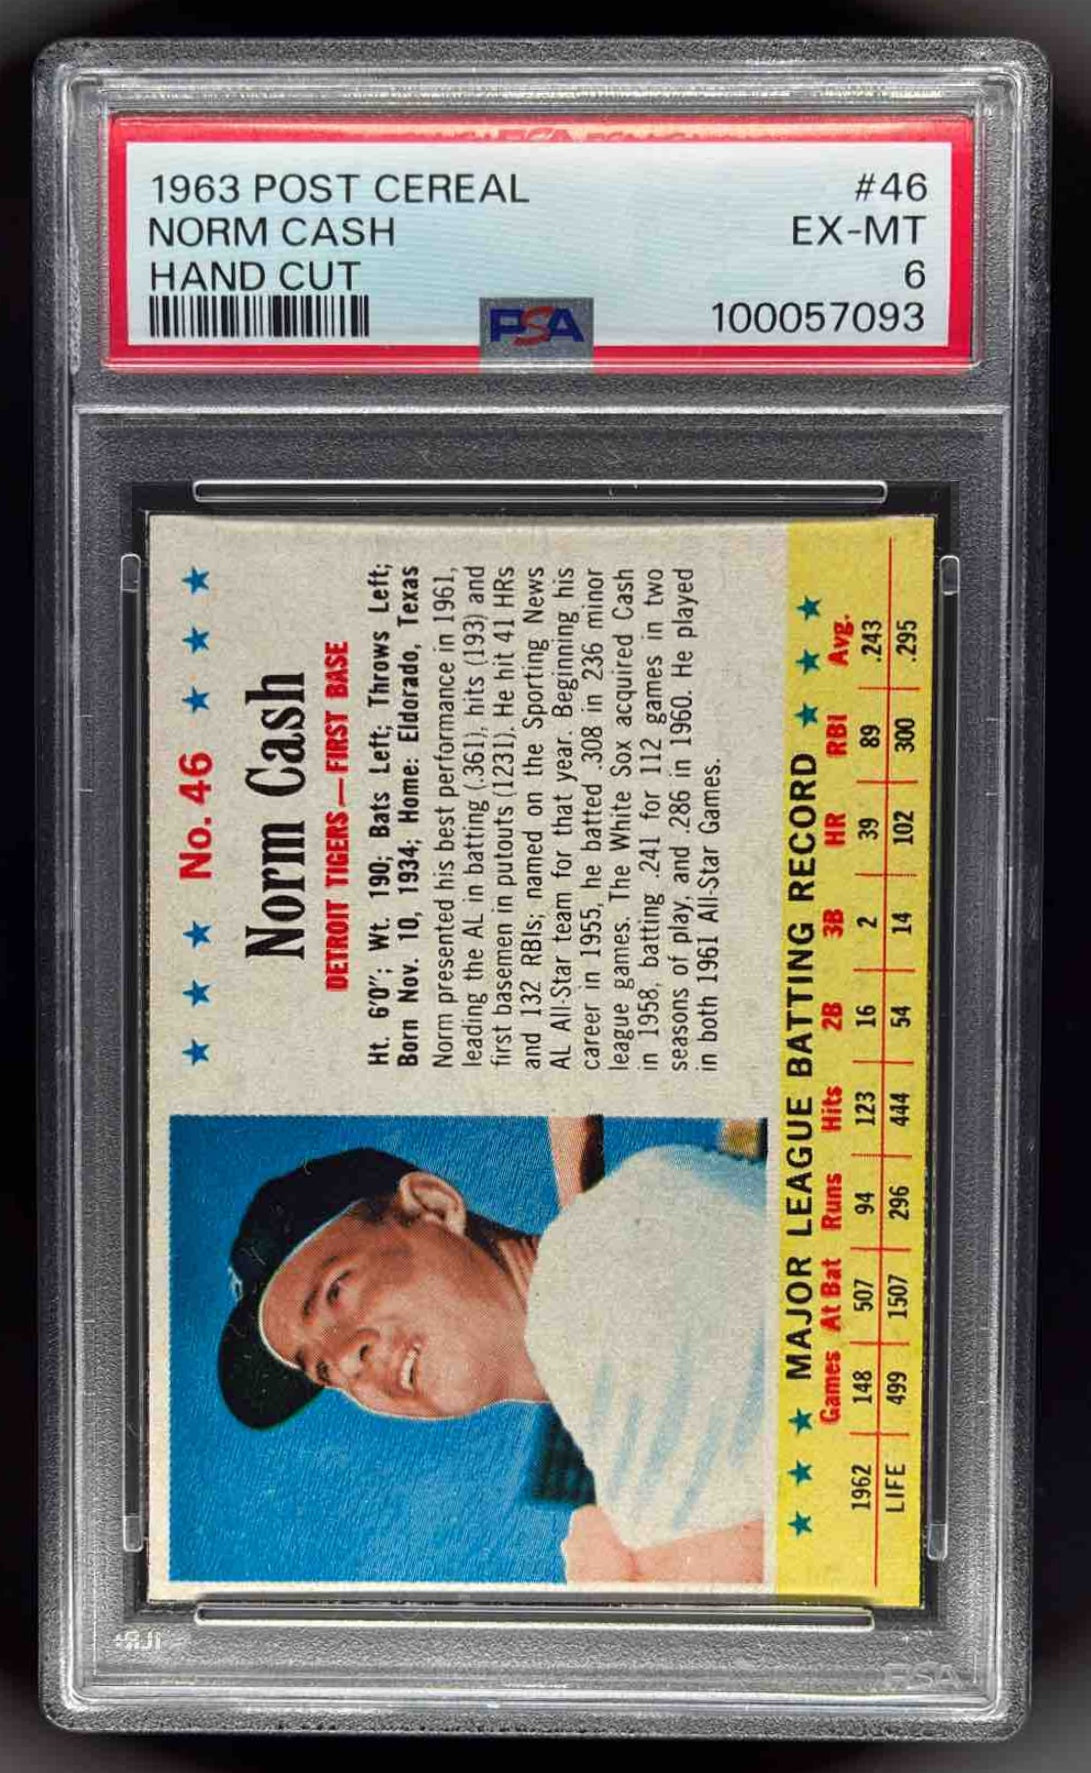 1963 POST CEREAL #46
NORM CASH EX-MT
HAND CUT 6
PSA 100057093
★ ★ ★ No. 46 ★ ★ ★
Norm Cash
DETROIT TIGERS—FIRST BASE
Ht. 6'0"; Wt. 190; Bats Left; Throws Left;
Born Nov. 10, 1934; Home: Eldorado, Texas
Norm presented his best performance in 1961,
leading the AL in batting (.361), hits (193) and
first basemen in putouts (1231). He hit 41 HRs
and 132 RBIs; named on the Sporting News
AL All-Star team for that year. Beginning his
career in 1955, he batted .308 in 236 minor
league games. The White Sox acquired Cash
in 1958, batting .241 for 112 games in two
seasons of play, and .286 in 1960. He played
in both 1961 All-Star Games.
★ ★ ★ MAJOR LEAGUE BATTING RECORD ★ ★ ★
Games At Bat Runs Hits 2B 3B HR RBI Avg.
1962 148 507 94 123 16 2 39 89 .243
LIFE 499 1507 296 444 54 14 102 300 .295
PSA